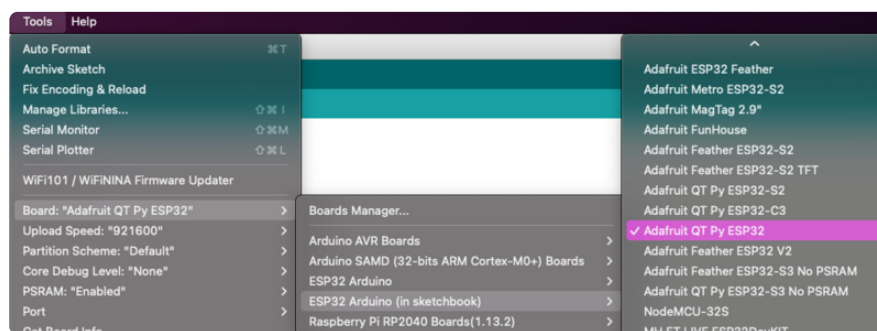 Tools Help
Auto Format ⌘T
Archive Sketch
Fix Encoding & Reload
Manage Libraries... ⇧⌘I
Serial Monitor ⇧⌘M
Serial Plotter ⇧⌘L
WiFi101 / WiFiNINA Firmware Updater
Board: "Adafruit QT Py ESP32"
Upload Speed: "921600"
Partition Scheme: "Default"
Core Debug Level: "None"
PSRAM: "Enabled"
Port
Get Board Info
Boards Manager...
Arduino AVR Boards
Arduino SAMD (32-bits ARM Cortex-M0+) Boards
ESP32 Arduino
ESP32 Arduino (in sketchbook)
Raspberry Pi RP2040 Boards(1.13.2)
Adafruit ESP32 Feather
Adafruit Metro ESP32-S2
Adafruit MagTag 2.9"
Adafruit FunHouse
Adafruit Feather ESP32-S2
Adafruit Feather ESP32-S2 TFT
Adafruit QT Py ESP32-S2
Adafruit QT Py ESP32-C3
✓ Adafruit QT Py ESP32
Adafruit Feather ESP32 V2
Adafruit Feather ESP32-S3 No PSRAM
Adafruit QT Py ESP32-S3 No PSRAM
NodeMCU-32S